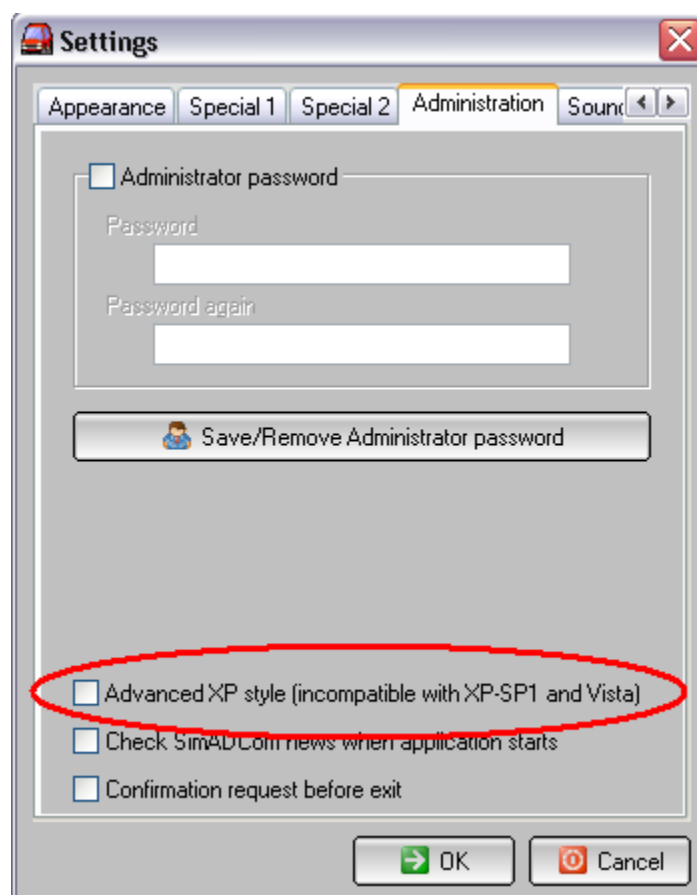 Settings
Appearance Special 1 Special 2 Administration Soun
Administrator password
Password
Password again
Save/Remove Administrator password
Advanced XP style (incompatible with XP-SP1 and Vista)
Check SimADCom news when application starts
Confirmation request before exit
OK Cancel